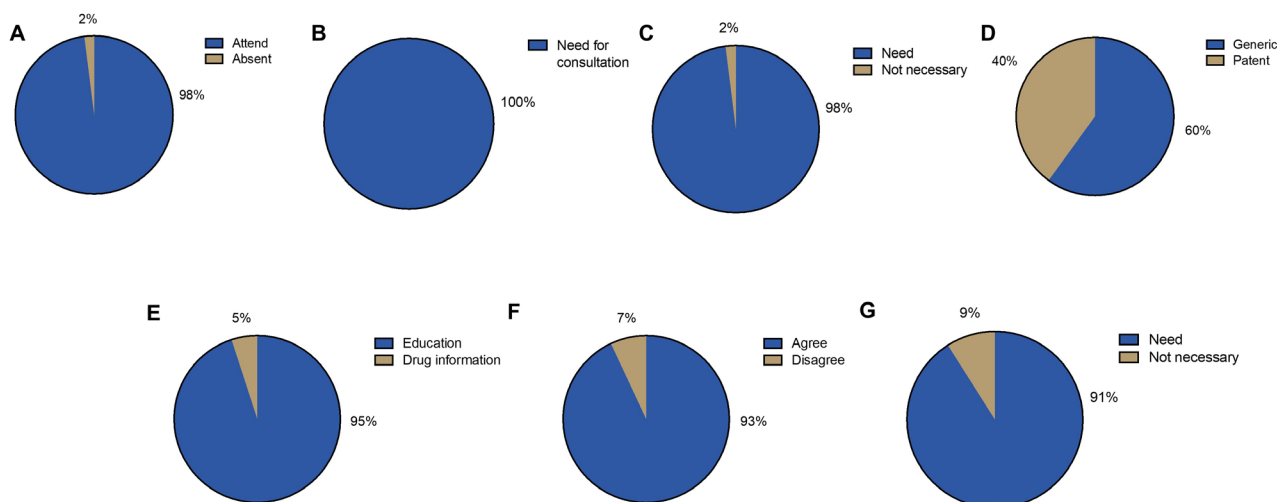 A
2%
Attend
Absent
98%
B
Need for
consultation
100%
C
2%
Need
Not necessary
98%
D
40%
Generic
Patent
60%
E
5%
Education
Drug information
95%
F
7%
Agree
Disagree
93%
G
9%
Need
Not necessary
91%